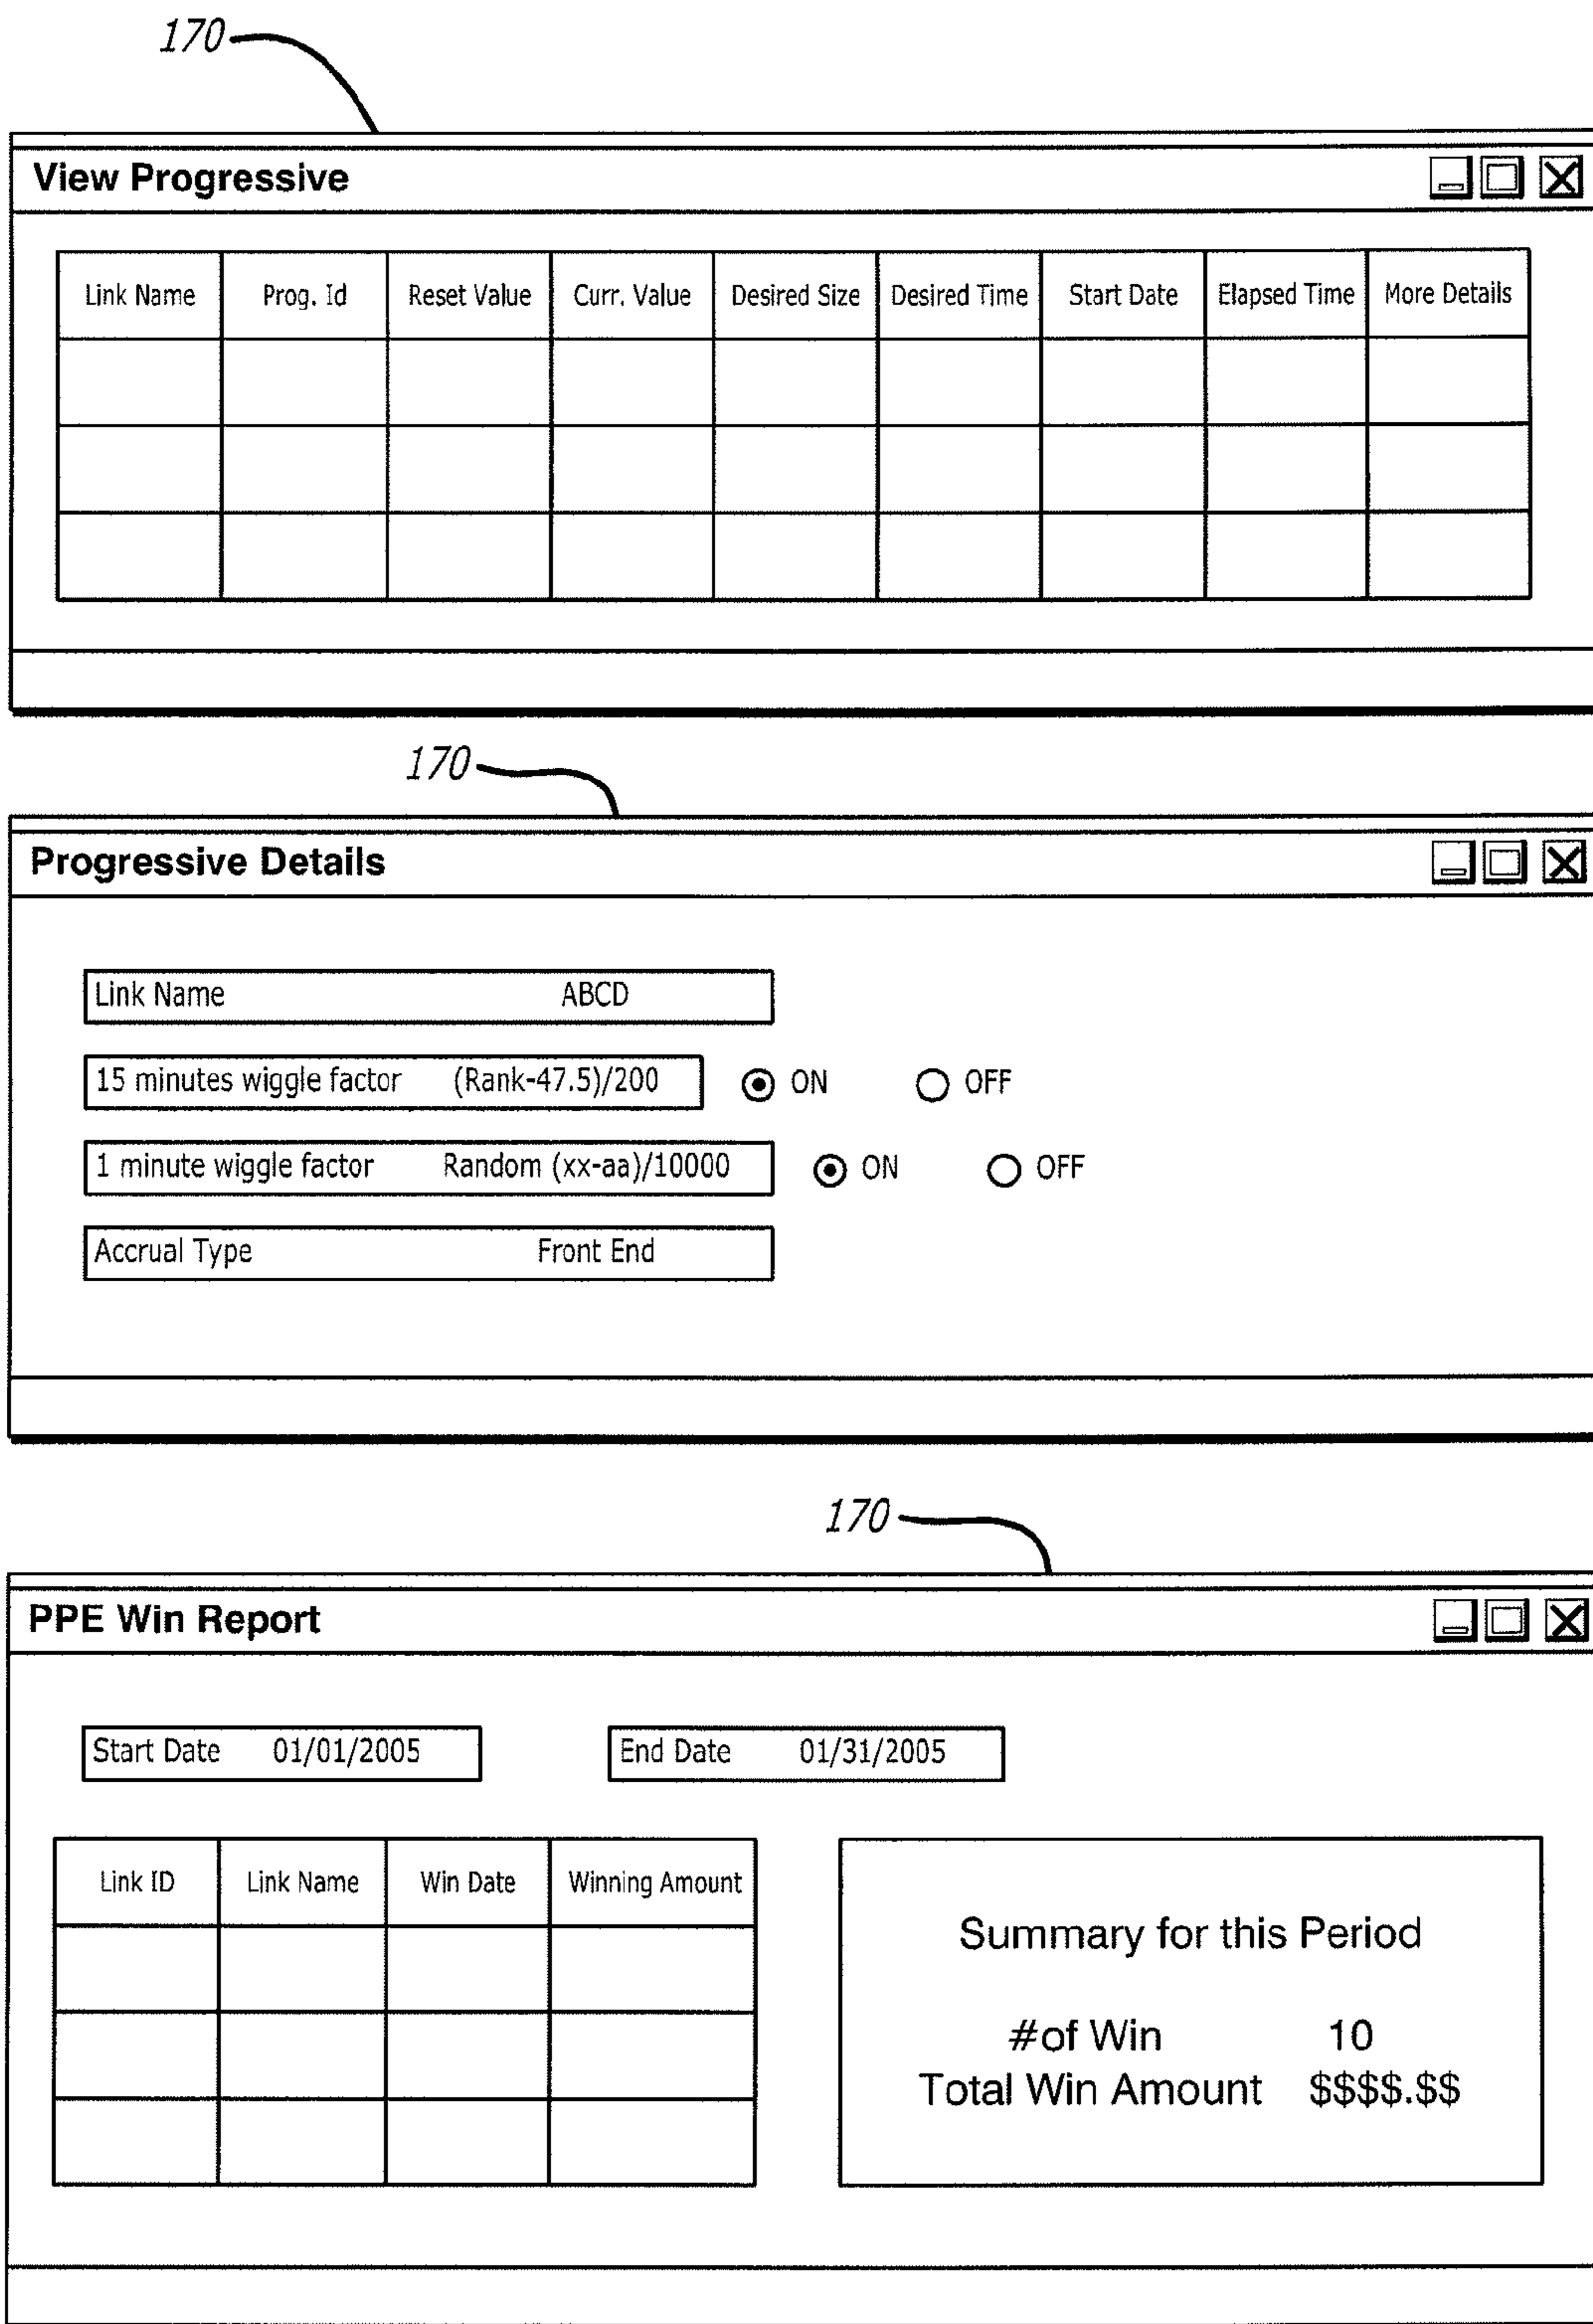 170
View Progressive
Link Name Prog. Id Reset Value Curr. Value Desired Size Desired Time Start Date Elapsed Time More Details
170
Progressive Details
Link Name ABCD
15 minutes wiggle factor (Rank-47.5)/200 ON OFF
1 minute wiggle factor Random (xx-aa)/10000 ON OFF
Accrual Type Front End
170
PPE Win Report
Start Date 01/01/2005 End Date 01/31/2005
Link ID Link Name Win Date Winning Amount
Summary for this Period
#of Win 10
Total Win Amount $$$$.$$